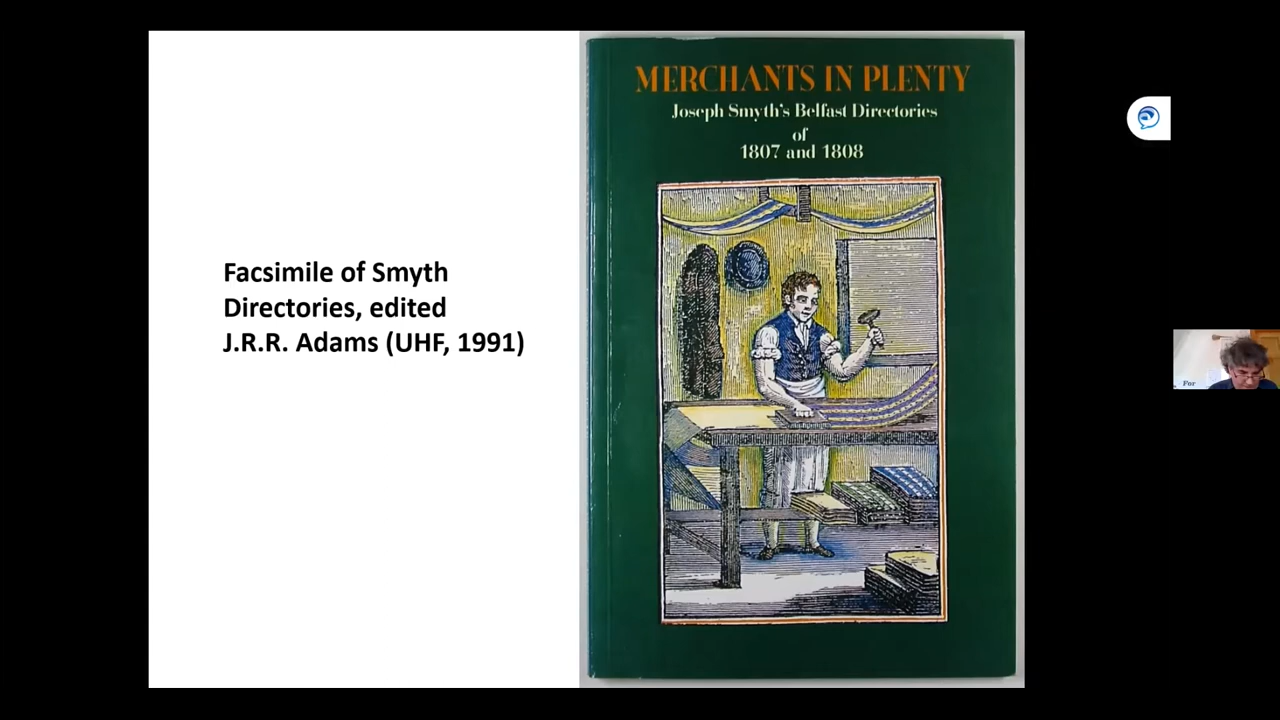 Facsimile of Smyth
Directories, edited
J.R.R. Adams (UHF, 1991)
MERCHANTS IN PLENTY
Joseph Smyth's Belfast Directories
of
1807 and 1808
For